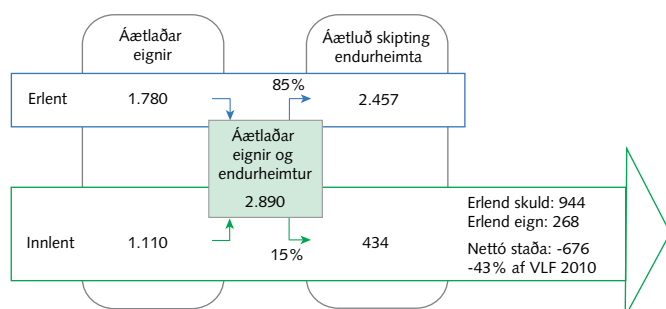 Áætlaðar
eignir
Áætluð skipting
endurheimta
Erlent
1.780
85%
2.457
Áætlaðar
eignir og
endurheimtur
2.890
Innlent
1.110
15%
434
Erlend skuld: 944
Erlend eign: 268
Nettó staða: -676
-43% af VLF 2010